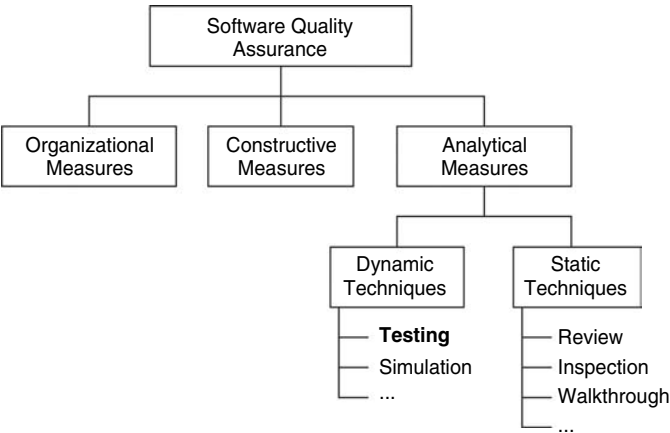 Software Quality
Assurance
Organizational
Measures
Constructive
Measures
Analytical
Measures
Dynamic
Techniques
Static
Techniques
Testing
Simulation
...
Review
Inspection
Walkthrough
...